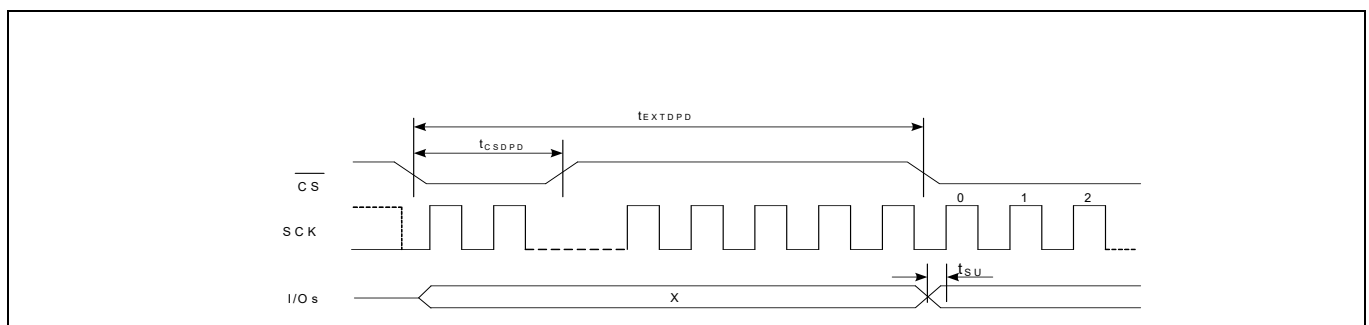 tEXTDPD
tCSDPD
CS
0 1 2
SCK
tSU
I/Os X